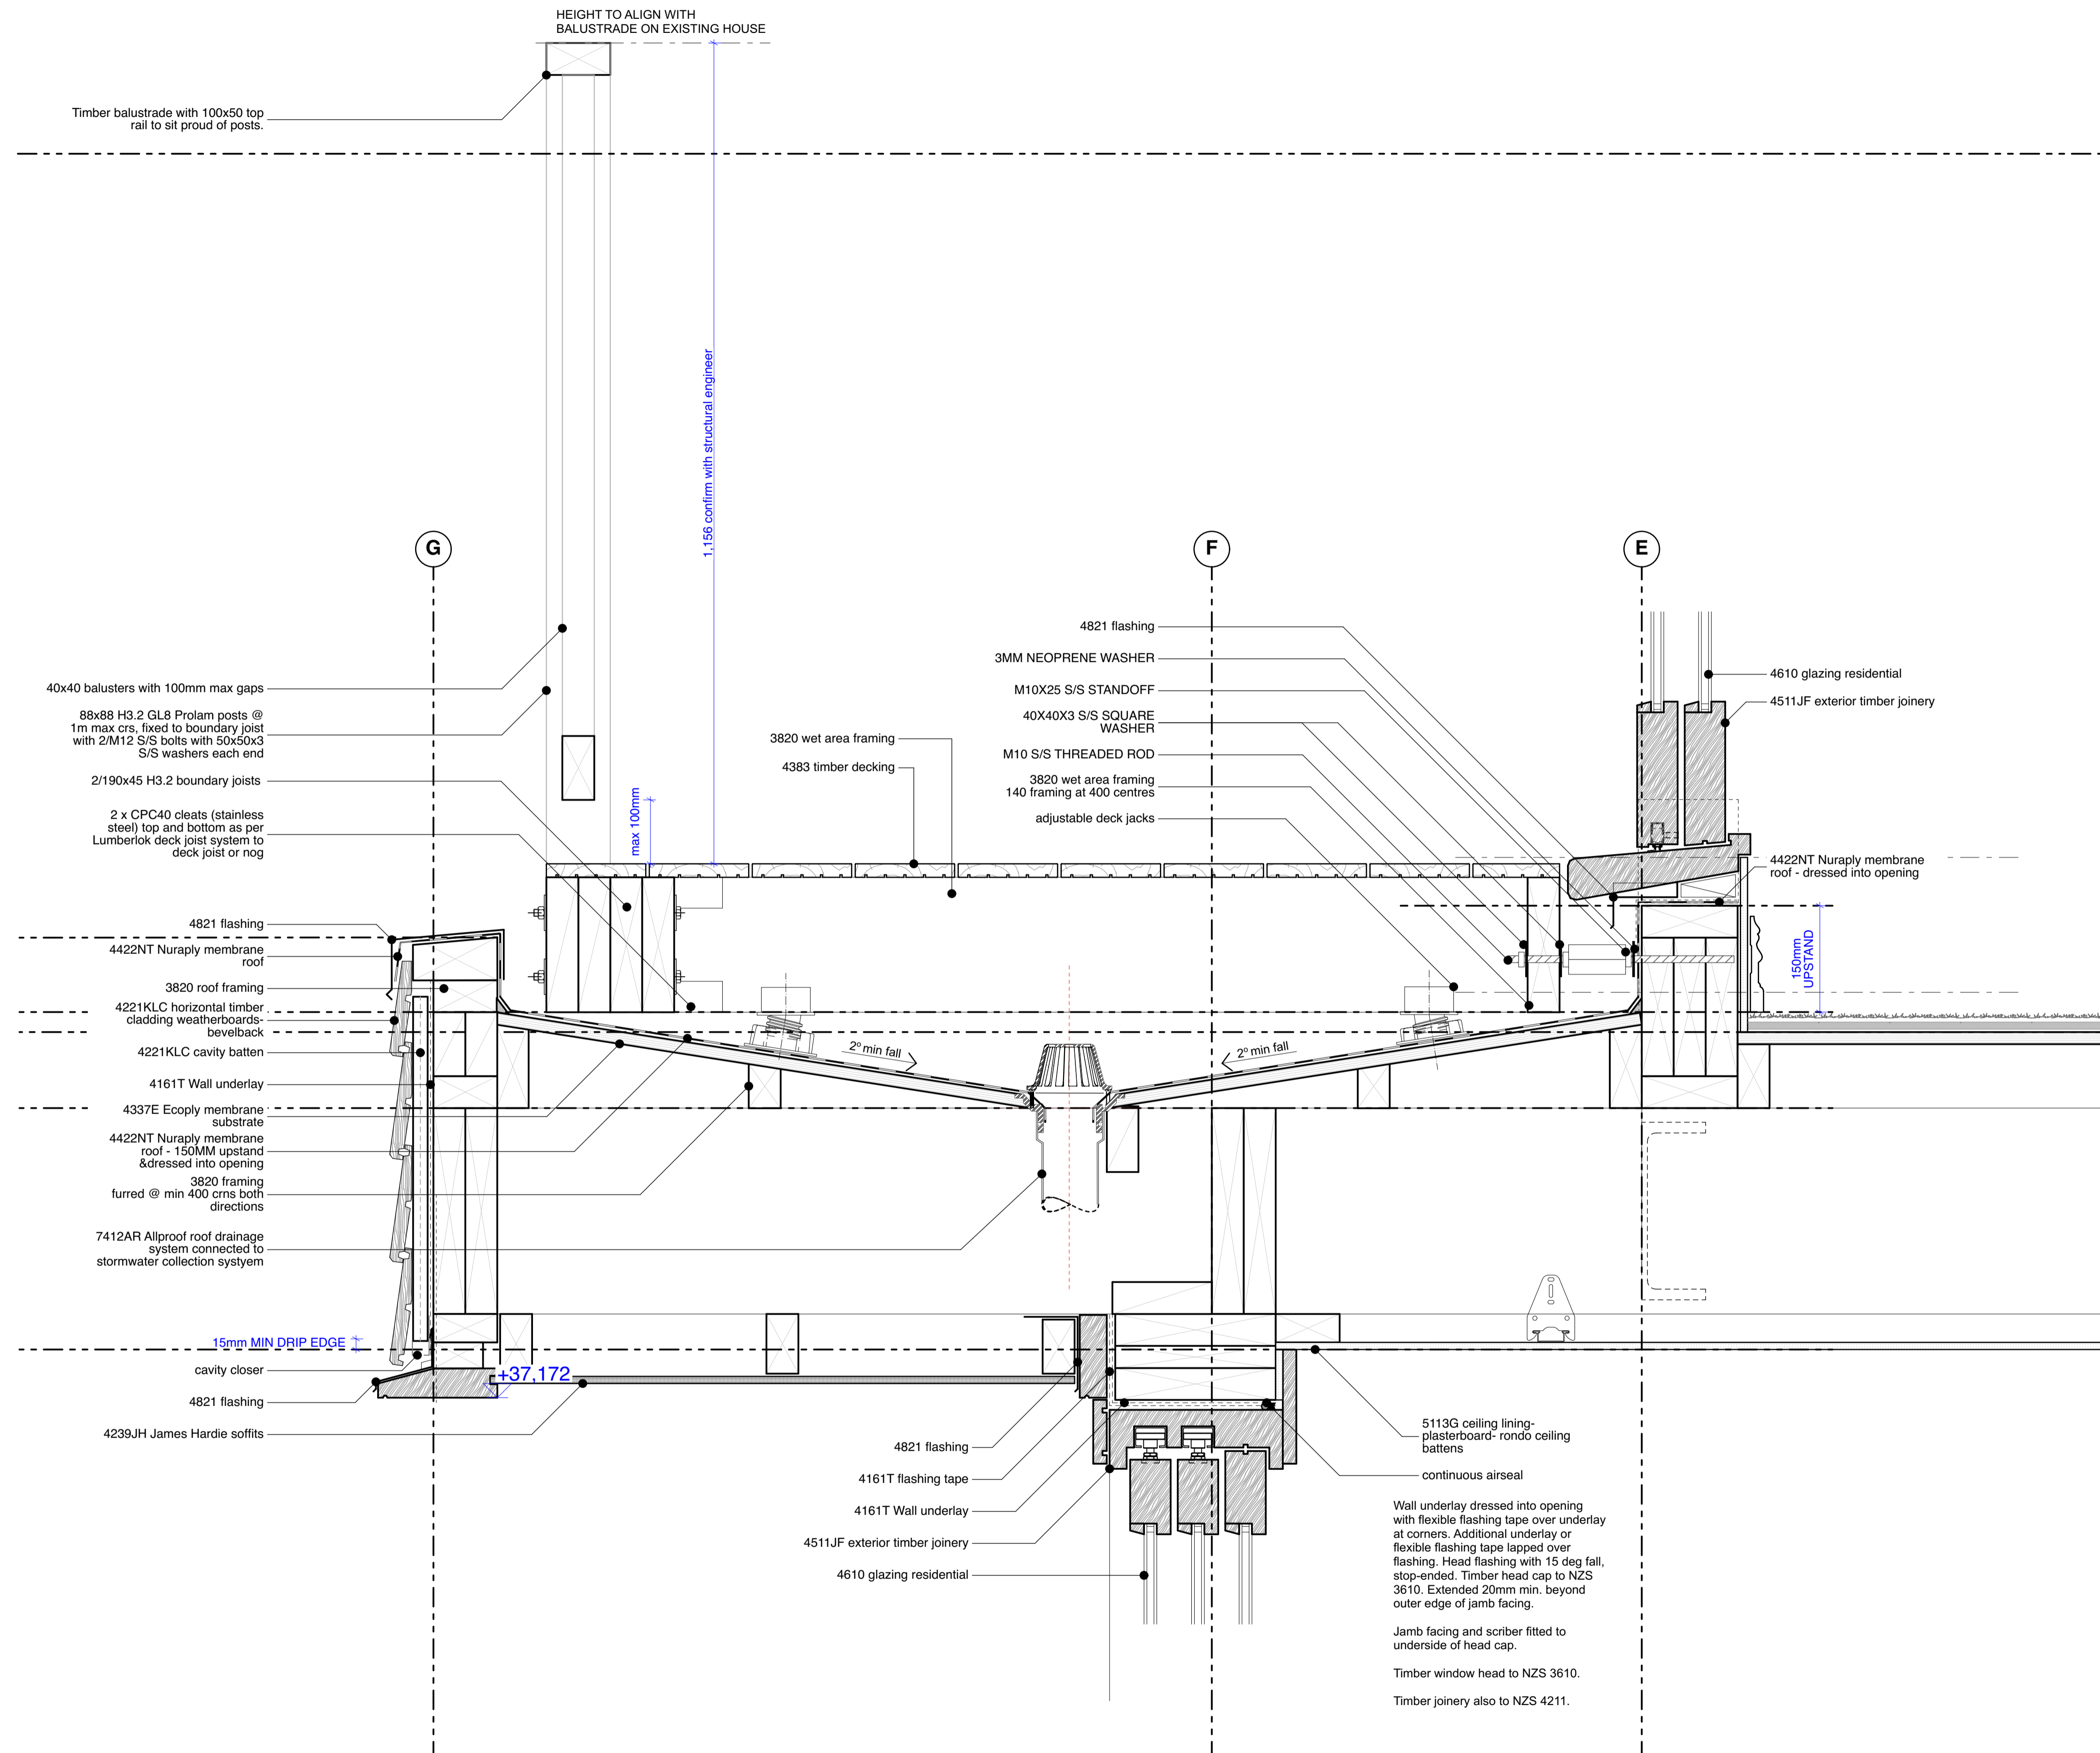 HEIGHT TO ALIGN WITH
BALUSTRADE ON EXISTING HOUSE
Timber balustrade with 100x50 top
rail to sit proud of posts.
1,156 confirm with structural engineer
G
F
E
40x40 balusters with 100mm max gaps
88x88 H3.2 GL8 Prolam posts @
1m max crs, fixed to boundary joist
with 2/M12 S/S bolts with 50x50x3
S/S washers each end
2/190x45 H3.2 boundary joists
2 x CPC40 cleats (stainless
steel) top and bottom as per
Lumberlok deck joist system to
deck joist or nog
max 100mm
3820 wet area framing
4383 timber decking
4821 flashing
3MM NEOPRENE WASHER
M10X25 S/S STANDOFF
40X40X3 S/S SQUARE
WASHER
M10 S/S THREADED ROD
3820 wet area framing
140 framing at 400 centres
adjustable deck jacks
4610 glazing residential
4511JF exterior timber joinery
4422NT Nuraply membrane
roof - dressed into opening
150mm
UPSTAND
4821 flashing
4422NT Nuraply membrane
roof
3820 roof framing
4221KLC horizontal timber
cladding weatherboards-
bevelback
4221KLC cavity batten
4161T Wall underlay
4337E Ecoply membrane
substrate
4422NT Nuraply membrane
roof - 150MM upstand
&dressed into opening
3820 framing
furred @ min 400 crns both
directions
7412AR Allproof roof drainage
system connected to
stormwater collection systyem
2º min fall
2º min fall
15mm MIN DRIP EDGE
cavity closer
4821 flashing
4239JH James Hardie soffits
+37,172
4821 flashing
4161T flashing tape
4161T Wall underlay
4511JF exterior timber joinery
4610 glazing residential
5113G ceiling lining-
plasterboard- rondo ceiling
battens
continuous airseal
Wall underlay dressed into opening
with flexible flashing tape over underlay
at corners. Additional underlay or
flexible flashing tape lapped over
flashing. Head flashing with 15 deg fall,
stop-ended. Timber head cap to NZS
3610. Extended 20mm min. beyond
outer edge of jamb facing.
Jamb facing and scriber fitted to
underside of head cap.
Timber window head to NZS 3610.
Timber joinery also to NZS 4211.